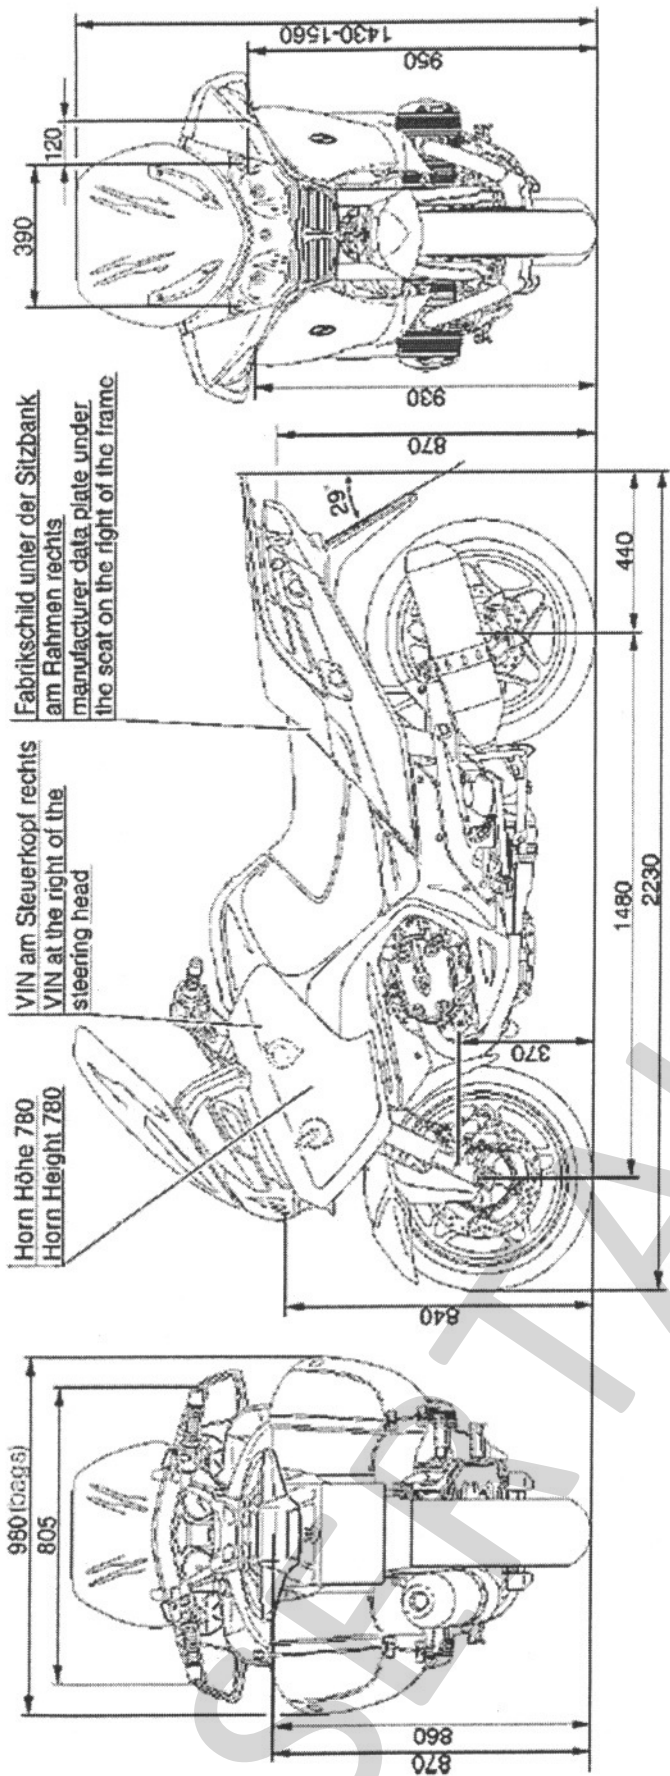 980(bags)
805
870
860
Horn Höhe 780
Horn Height 780
VIN am Steuerkopf rechts
VIN at the right of the
steering head
Fabrikschild unter der Sitzbank
am Rahmen rechts
manufacturer data plate under
the seat on the right of the frame
840
370
29°
870
1480
440
2230
390
120
930
950
1430-1560